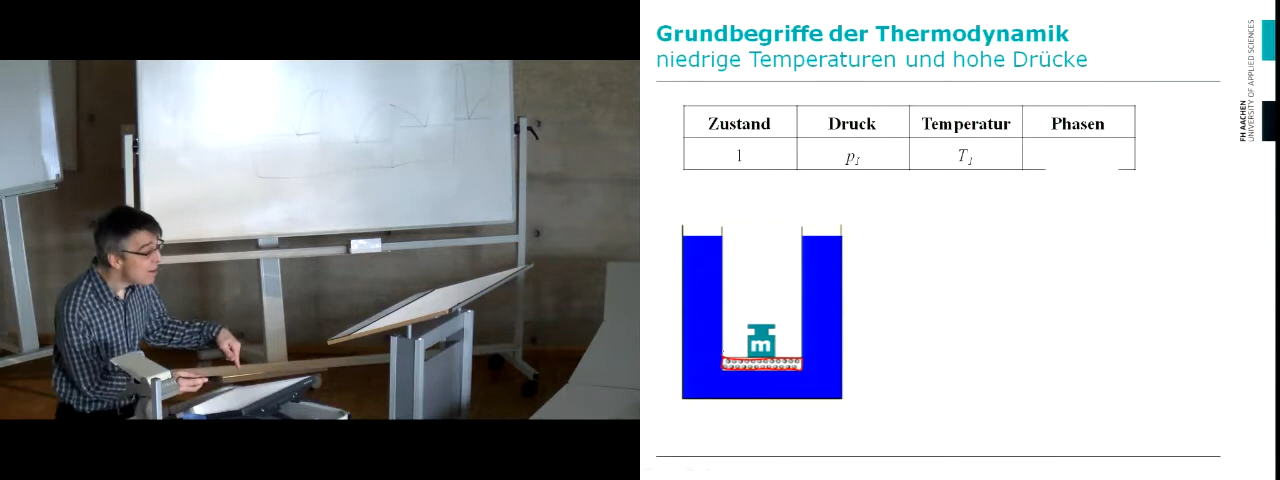 Grundbegriffe der Thermodynamik
niedrige Temperaturen und hohe Drücke
Zustand Druck Temperatur Phasen
1 p1 T1
m
FH AACHEN
UNIVERSITY OF APPLIED SCIENCES